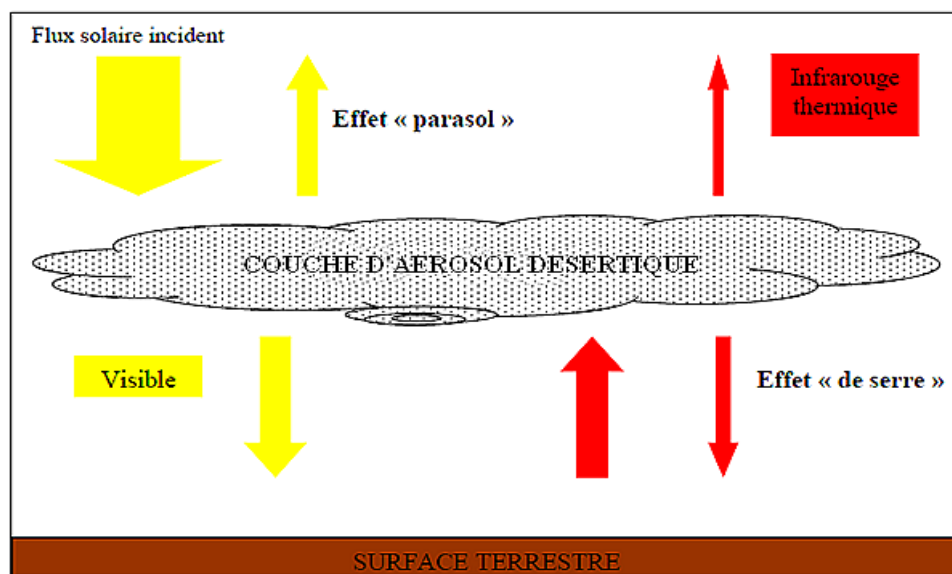 Flux solaire incident
Effet « parasol »
Infrarouge
thermique
COUCHE D'AEROSOL DESERTIQUE
Visible
Effet « de serre »
SURFACE TERRESTRE